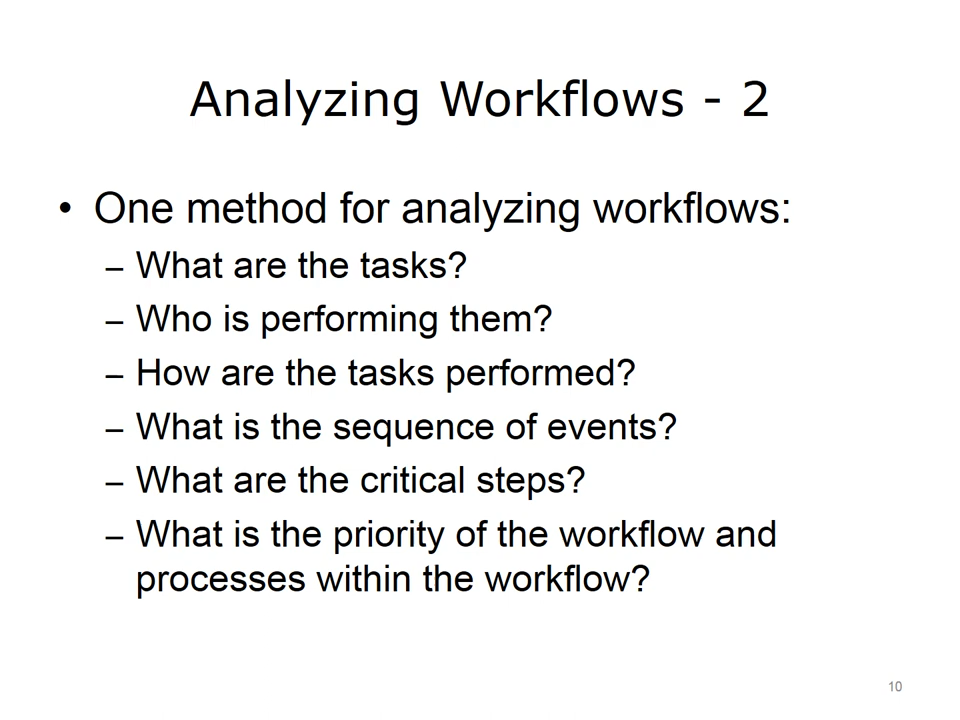 Analyzing Workflows - 2
• One method for analyzing workflows:
– What are the tasks?
– Who is performing them?
– How are the tasks performed?
– What is the sequence of events?
– What are the critical steps?
– What is the priority of the workflow and
processes within the workflow?
10